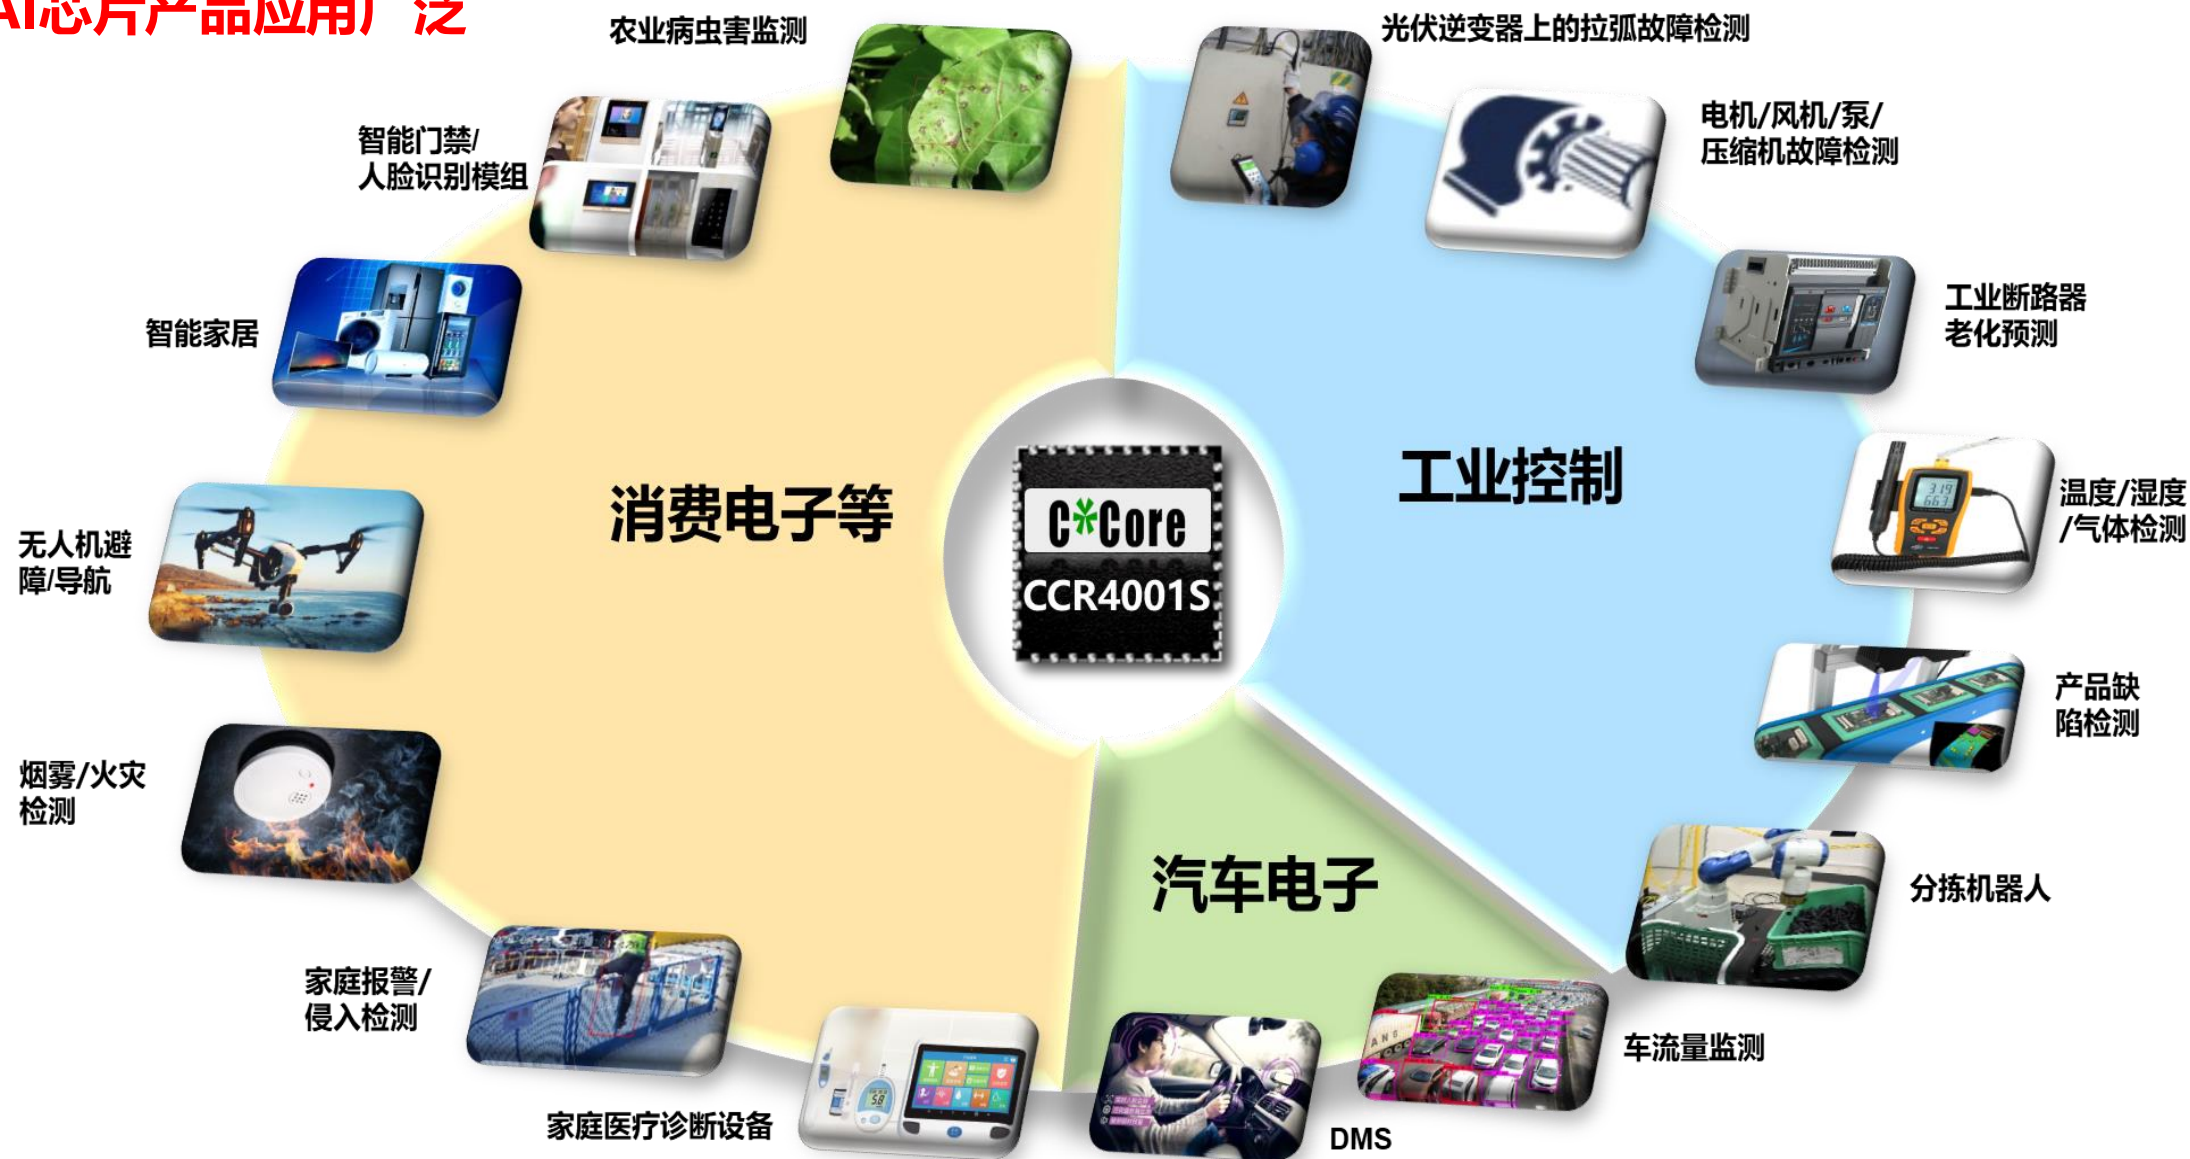 AI芯片产品应用广泛
农业病虫害监测
光伏逆变器上的拉弧故障检测
智能门禁/
人脸识别模组
电机/风机/泵/
压缩机故障检测
智能家居
工业断路器
老化预测
消费电子等
工业控制
C*Core
CCR4001S
温度/湿度
/气体检测
319
663
无人机避
障/导航
产品缺
陷检测
烟雾/火灾
检测
汽车电子
分拣机器人
家庭报警/
侵入检测
车流量监测
58
家庭医疗诊断设备
DMS